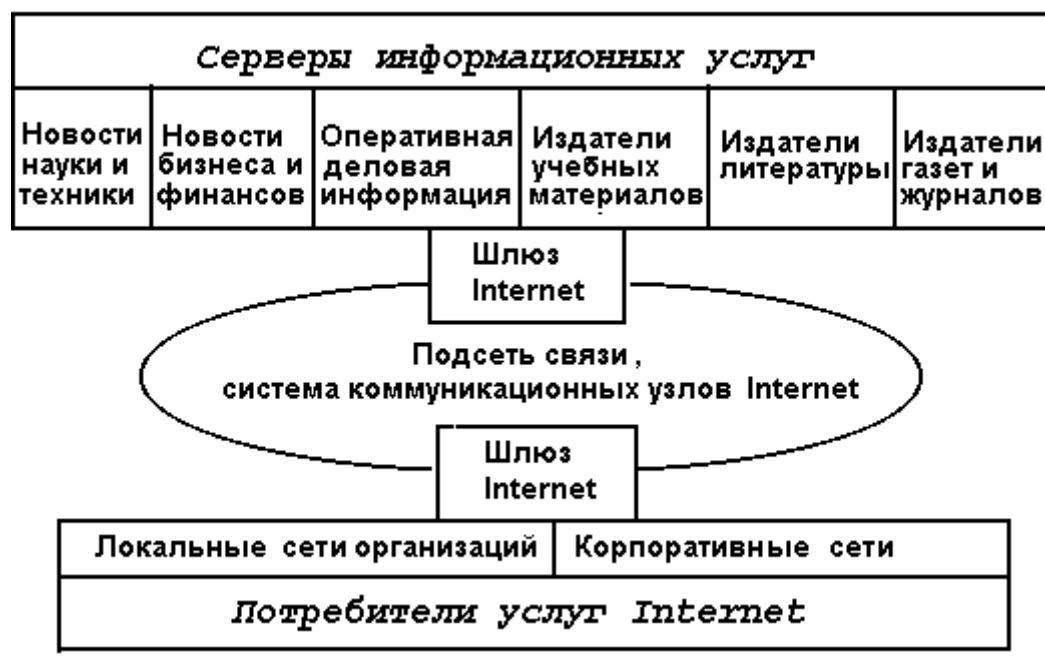 Серверы информационных услуг
Новости
науки и
техники
Новости
бизнеса и
финансов
Оперативная
деловая
информация
Издатели
учебных
материалов
Издатели
литературы
Издатели
газет и
журналов
Шлюз
Internet
Подсеть связи ,
система коммуникационных узлов Internet
Шлюз
Internet
Локальные сети организаций
Корпоративные сети
Потребители услуг Internet